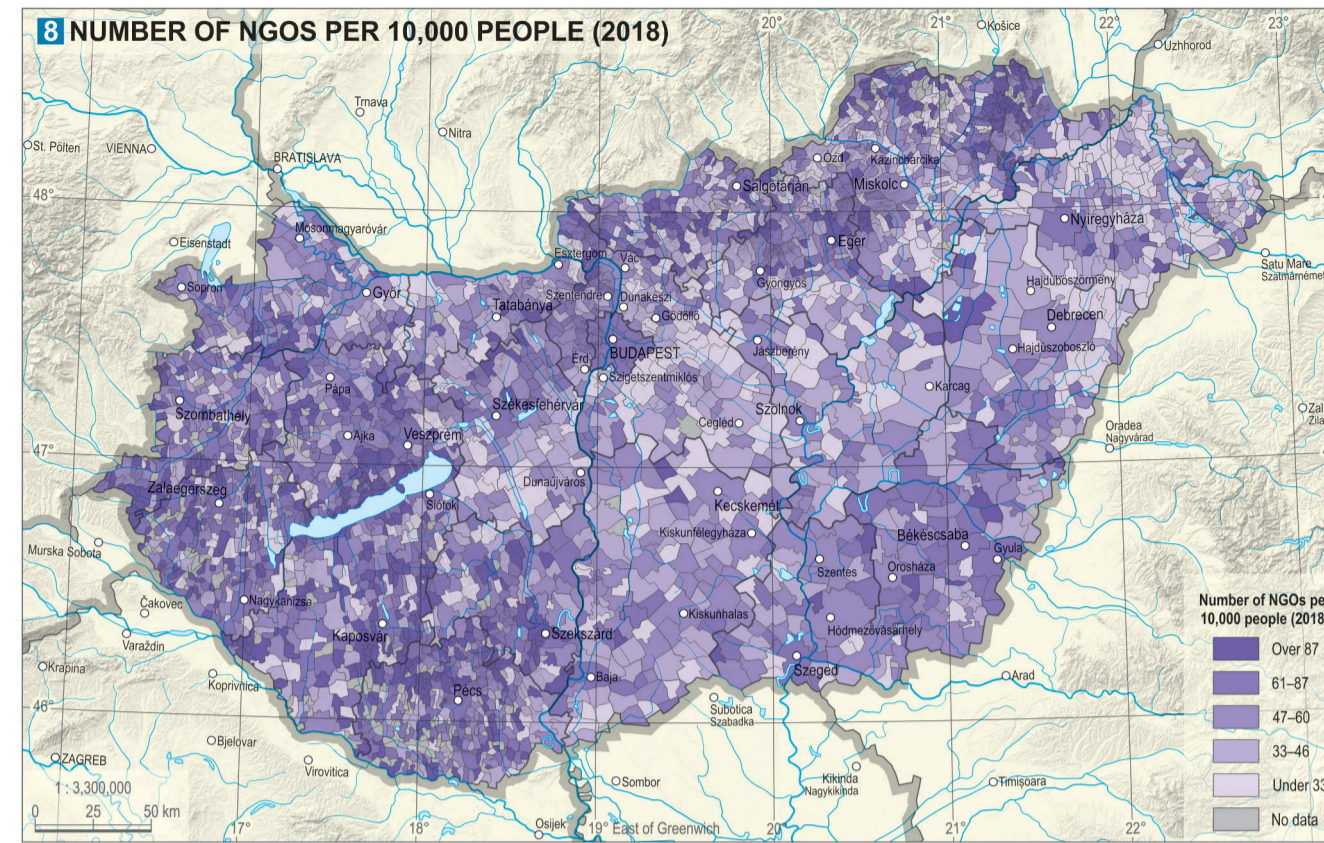 8 NUMBER OF NGOS PER 10,000 PEOPLE (2018)
20°
21°
22°
23°
Košice
Uzhhorod
Trnava
Nitra
St. Pölten
VIENNA
BRATISLAVA
Ózd
Kazincbarcika
Salgótarján
Miskolc
48°
Nyíregyháza
Mosonmagyaróvár
Eisenstadt
Eger
Esztergom
Vác
Satu Mare
Szatmárnémet
Sopron
Győr
Gyöngyös
Hajdúböszörmény
Tatabánya
Szentendre
Dunakeszi
Gödöllő
Debrecen
BUDAPEST
Jászberény
Hajdúszoboszló
Érd
Szigetszentmiklós
Pápa
Karcag
Szombathely
Székesfehérvár
Szolnok
Cegléd
Zal
Zila
Ajka
Veszprém
Oradea
Nagyvárad
47°
Dunaújváros
Zalaegerszeg
Siófok
Kecskemét
Kiskunfélegyháza
Békéscsaba
Murska Sobota
Gyula
Szentes
Orosháza
Nagykanizsa
Čakovec
Kiskunhalas
Kaposvár
Szekszárd
Hódmezővásárhely
Varaždin
Krapina
Koprivnica
Pécs
Baja
Szeged
Arad
46°
Subotica
Szabadka
Bjelovar
ZAGREB
Virovitica
Sombor
Kikinda
Nagykikinda
Timişoara
1 : 3,300,000
0 25 50 km
17°
18°
19° East of Greenwich
20°
21°
22°
Osijek
Number of NGOs pe
10,000 people (2018
Over 87
61–87
47–60
33–46
Under 33
No data